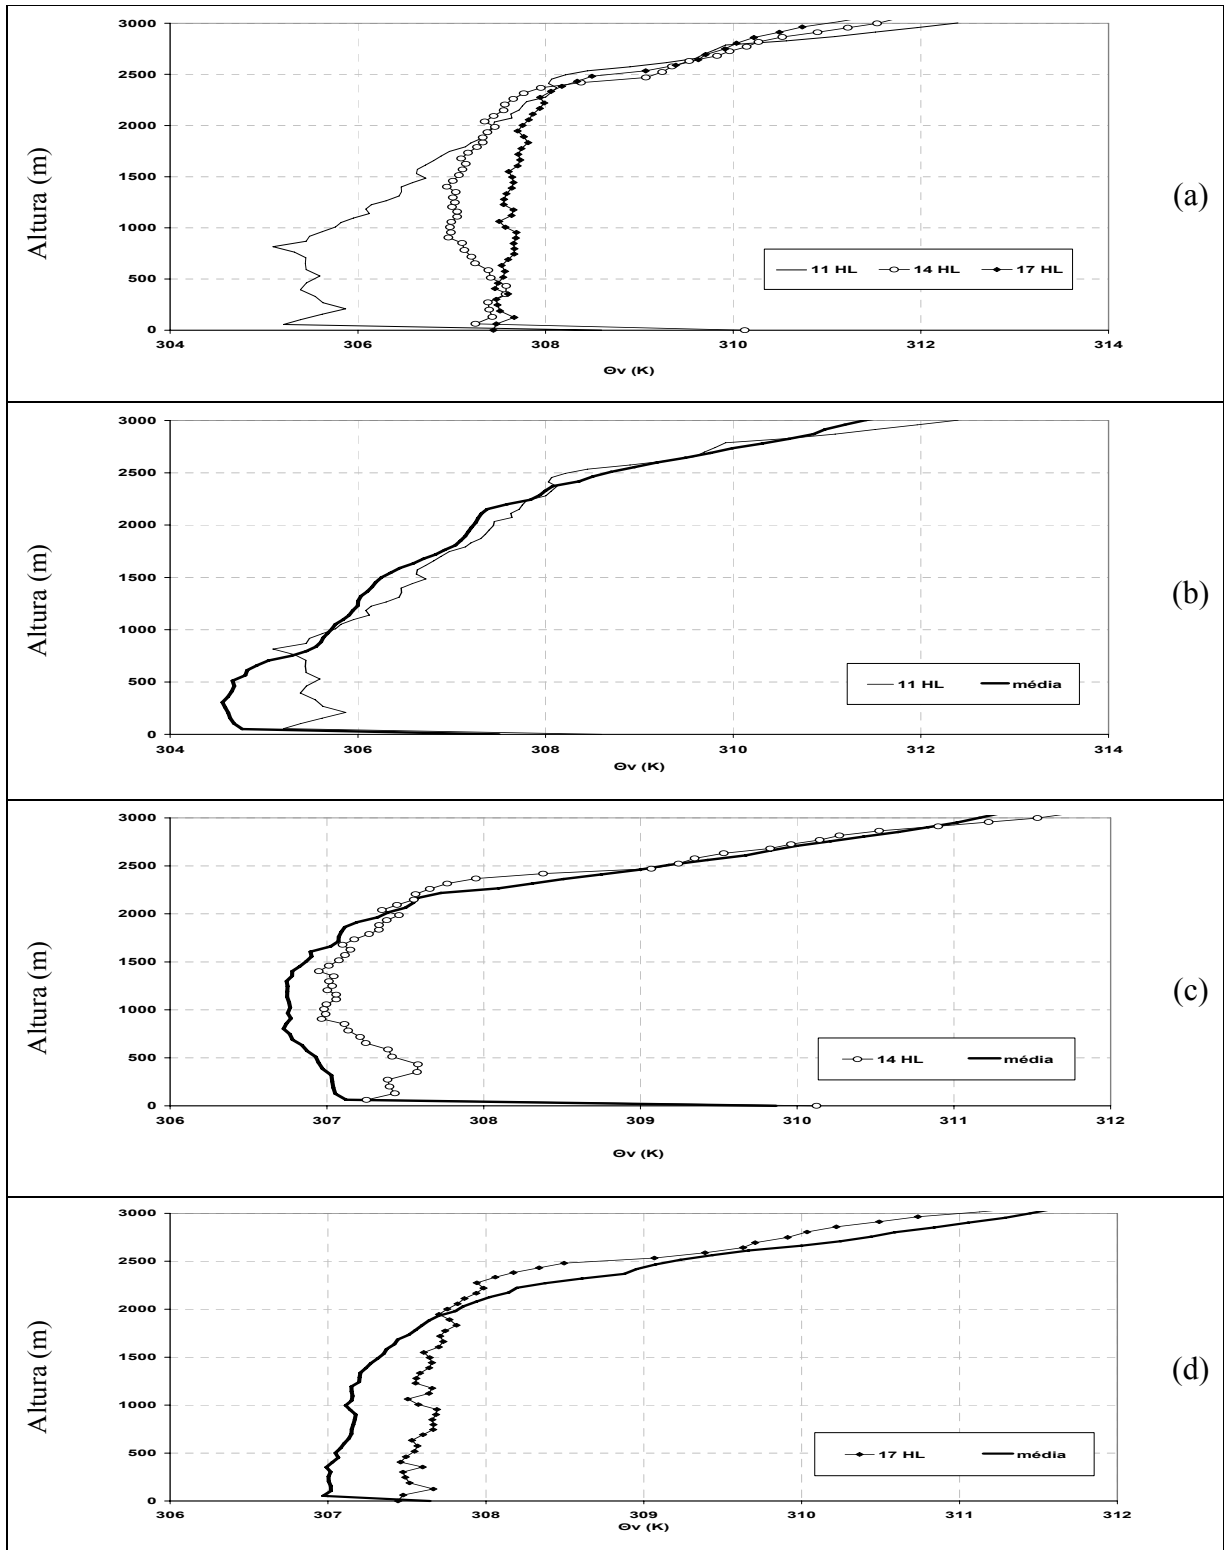 3000
2500
2000
1500
1000
500
0
Altura (m)
304 306 308 310 312 314
Θv (K)
11 HL 14 HL 17 HL
(a)
3000
2500
2000
1500
1000
500
0
Altura (m)
304 306 308 310 312 314
Θv (K)
11 HL média
(b)
3000
2500
2000
1500
1000
500
0
Altura (m)
306 307 308 309 310 311 312
Θv (K)
14 HL média
(c)
3000
2500
2000
1500
1000
500
0
Altura (m)
306 307 308 309 310 311 312
Θv (K)
17 HL média
(d)